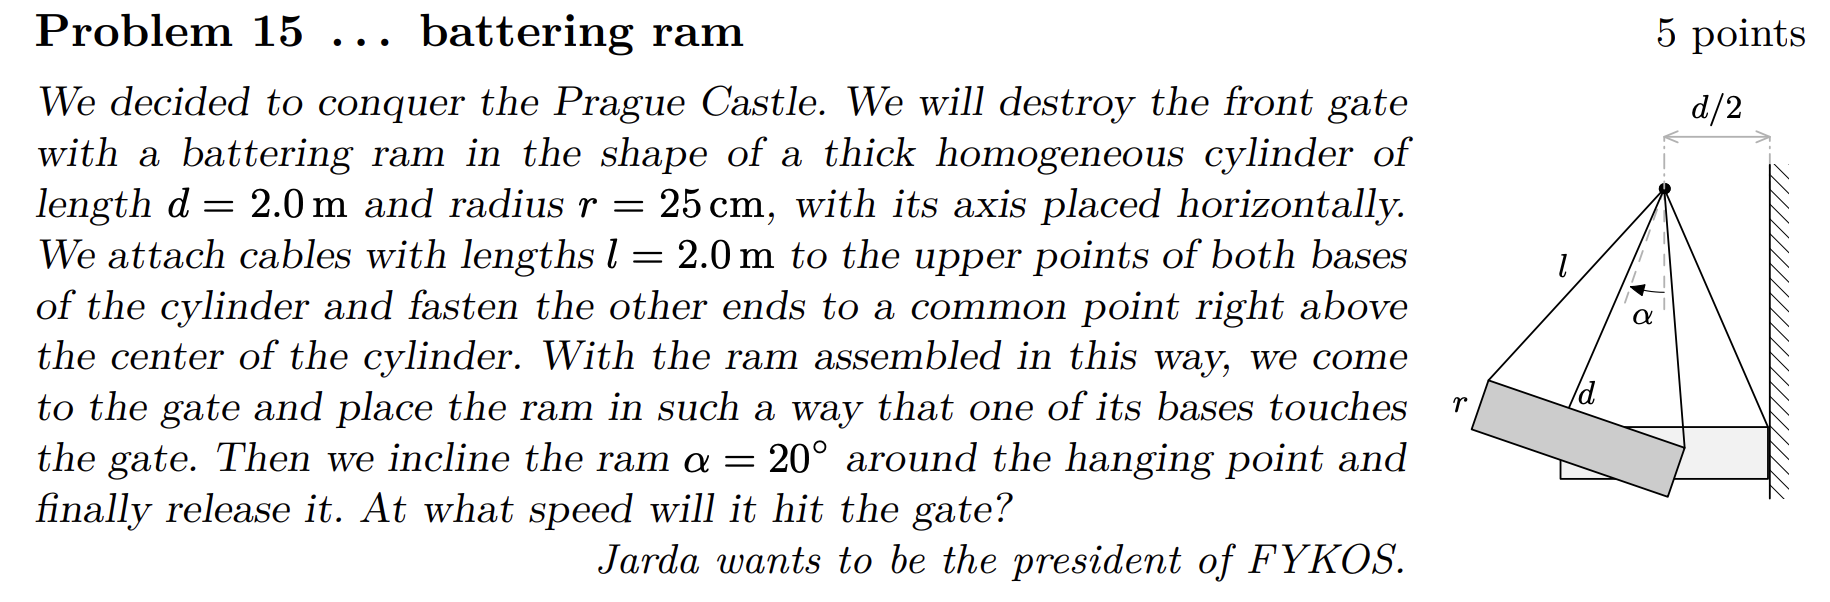 Problem 15 ... battering ram
5 points
We decided to conquer the Prague Castle. We will destroy the front gate
with a battering ram in the shape of a thick homogeneous cylinder of
length d = 2.0 m and radius r = 25 cm, with its axis placed horizontally.
We attach cables with lengths l = 2.0 m to the upper points of both bases
of the cylinder and fasten the other ends to a common point right above
the center of the cylinder. With the ram assembled in this way, we come
to the gate and place the ram in such a way that one of its bases touches
the gate. Then we incline the ram α = 20° around the hanging point and
finally release it. At what speed will it hit the gate?
Jarda wants to be the president of FYKOS.
d/2
l
α
d
r